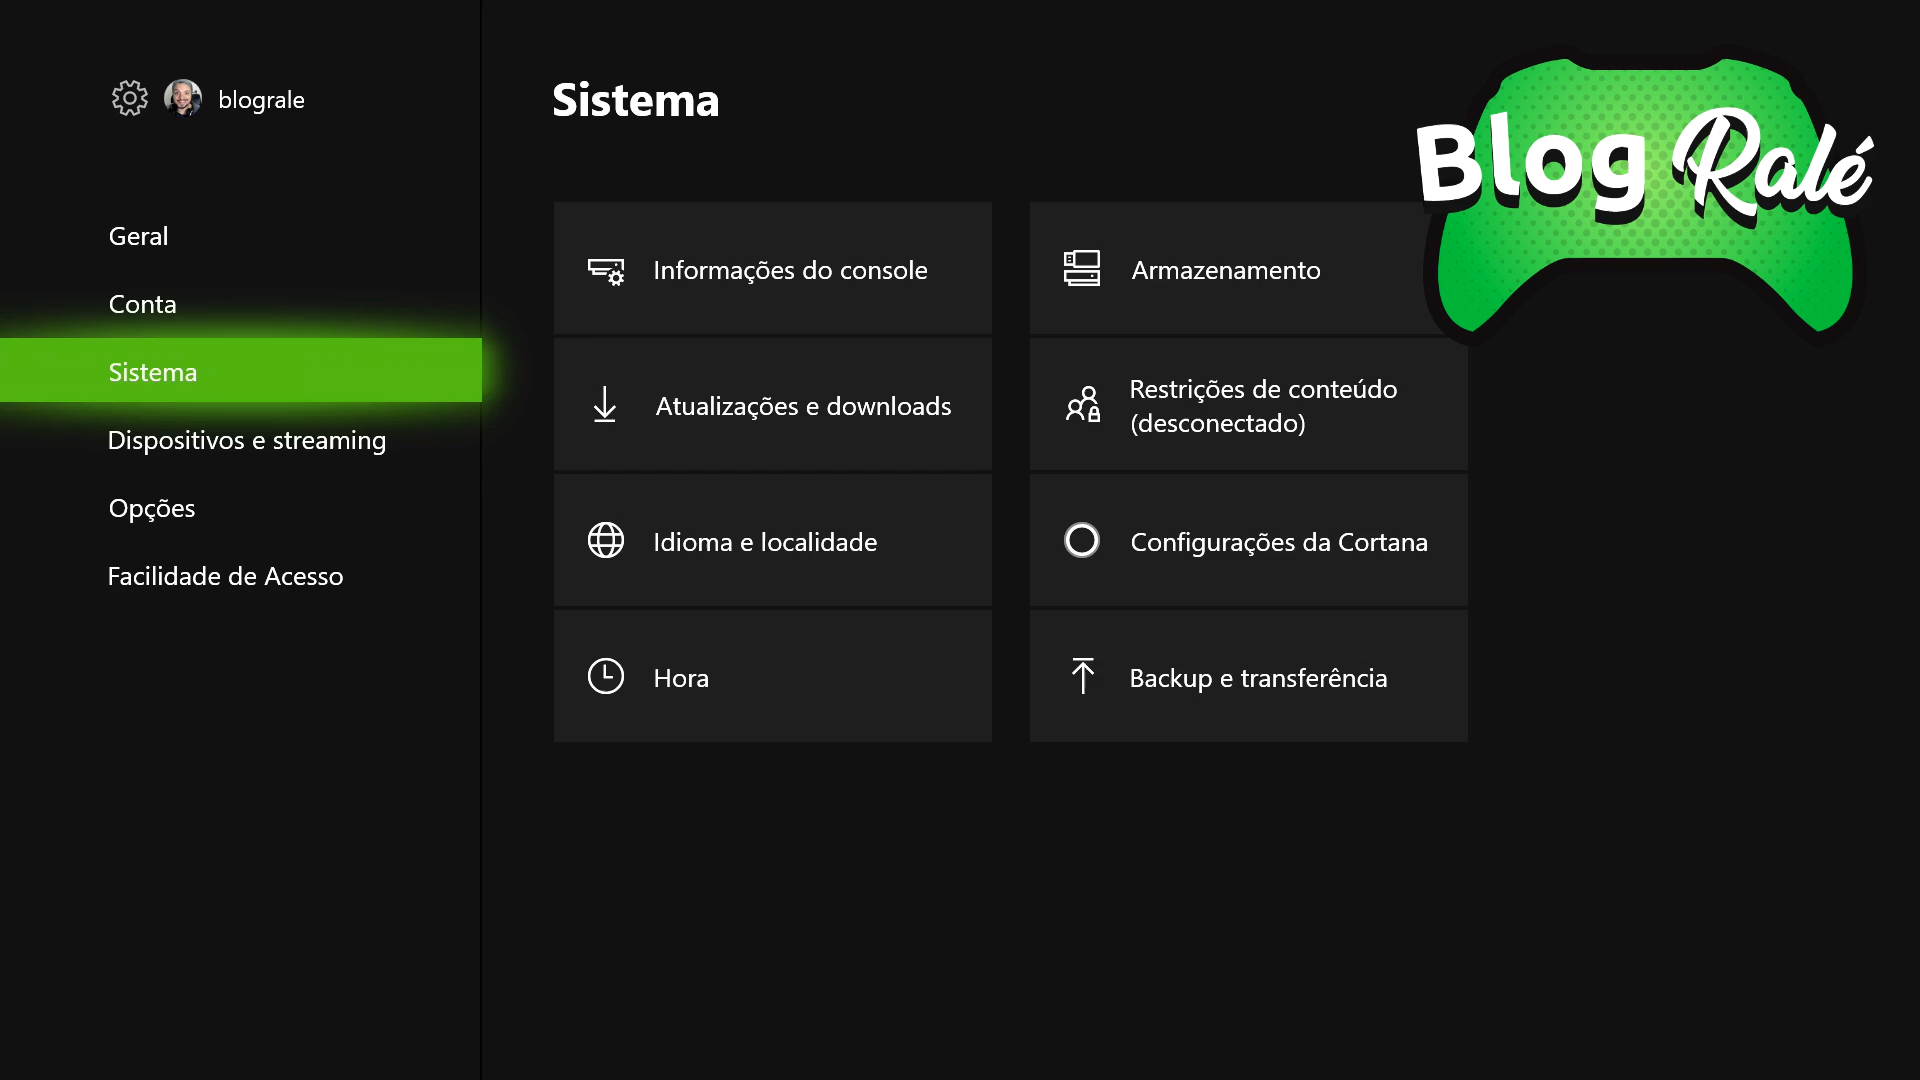 blograle
Geral
Conta
Sistema
Dispositivos e streaming
Opções
Facilidade de Acesso
Sistema
Informações do console
Armazenamento
Atualizações e downloads
Restrições de conteúdo
(desconectado)
Idioma e localidade
Configurações da Cortana
Hora
Backup e transferência
Blog Ralé